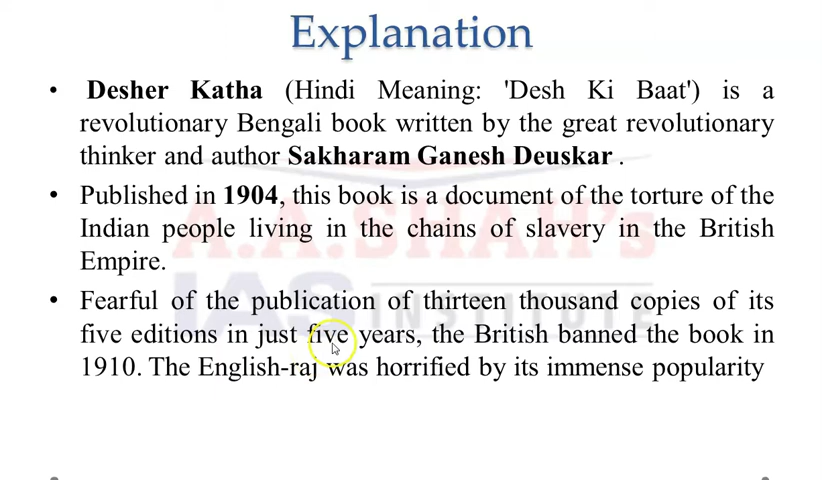 Explanation
• Desher Katha (Hindi Meaning: 'Desh Ki Baat') is a
revolutionary Bengali book written by the great revolutionary
thinker and author Sakharam Ganesh Deuskar .
• Published in 1904, this book is a document of the torture of the
Indian people living in the chains of slavery in the British
Empire.
• Fearful of the publication of thirteen thousand copies of its
five editions in just five years, the British banned the book in
1910. The English-raj was horrified by its immense popularity
A.A.SHAH's
IAS INSTITUTE